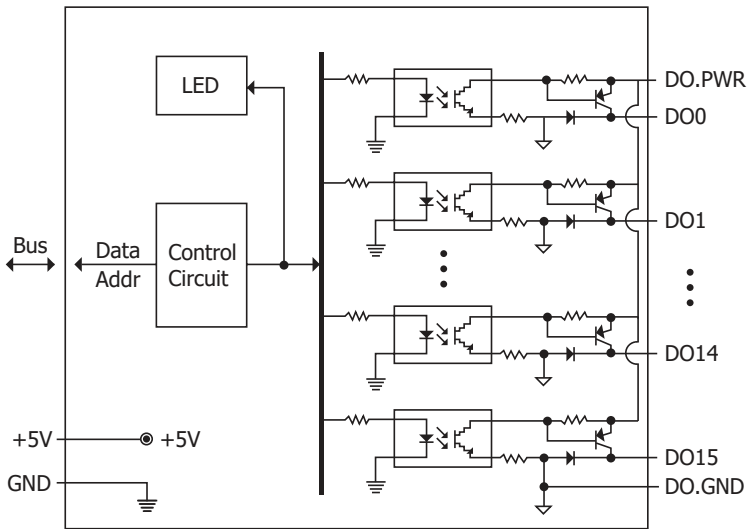 LED
DO.PWR
DO0
DO1
Bus
Data
Addr
Control
Circuit
DO14
+5V
+5V
DO15
GND
DO.GND